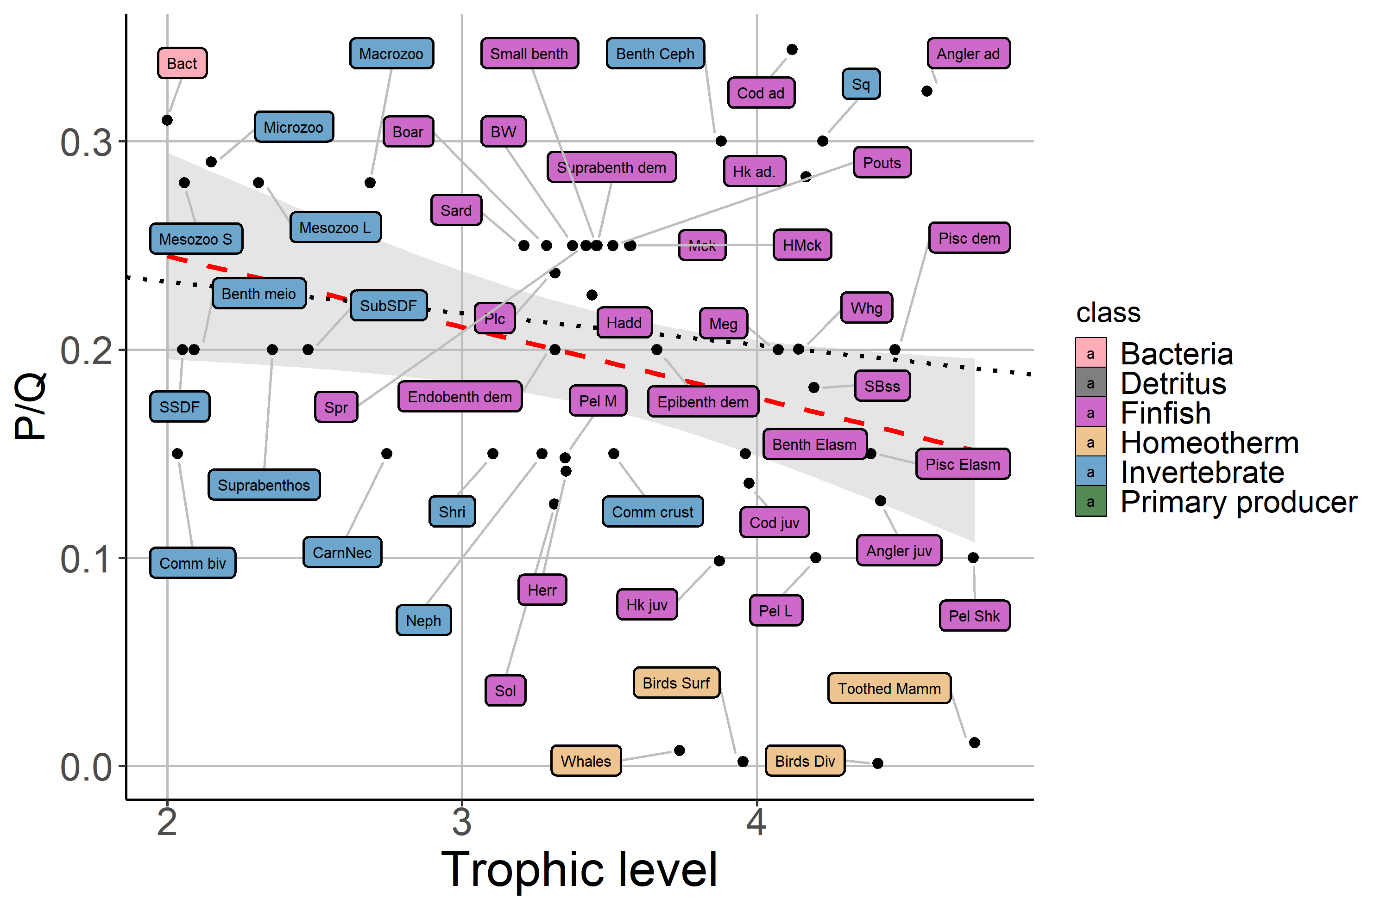 Macrozoo
Small benth
Benth Ceph
Angler ad
Bact
Cod ad
Sq
Microzoo
Boar
BW
Suprabenth dem
Hk ad.
Pouts
Sard
Mesozoo S
Mesozoo L
Mck
HMck
Pisc dem
Benth meio
SubSDF
Plc
Hadd
Meg
Whg
SSDF
Spr
Endobenth dem
Pel M
Epibenth dem
SBss
Benth Elasm
Pisc Elasm
Suprabenthos
Shri
Comm crust
Cod juv
Comm biv
CarnNec
Angler juv
Herr
Neph
Hk juv
Pel L
Pel Shk
Sol
Birds Surf
Toothed Mamm
Whales
Birds Div
0.3
0.2
0.1
0.0
P/Q
2
3
4
Trophic level
class
a Bacteria
a Detritus
a Finfish
a Homeotherm
a Invertebrate
a Primary producer